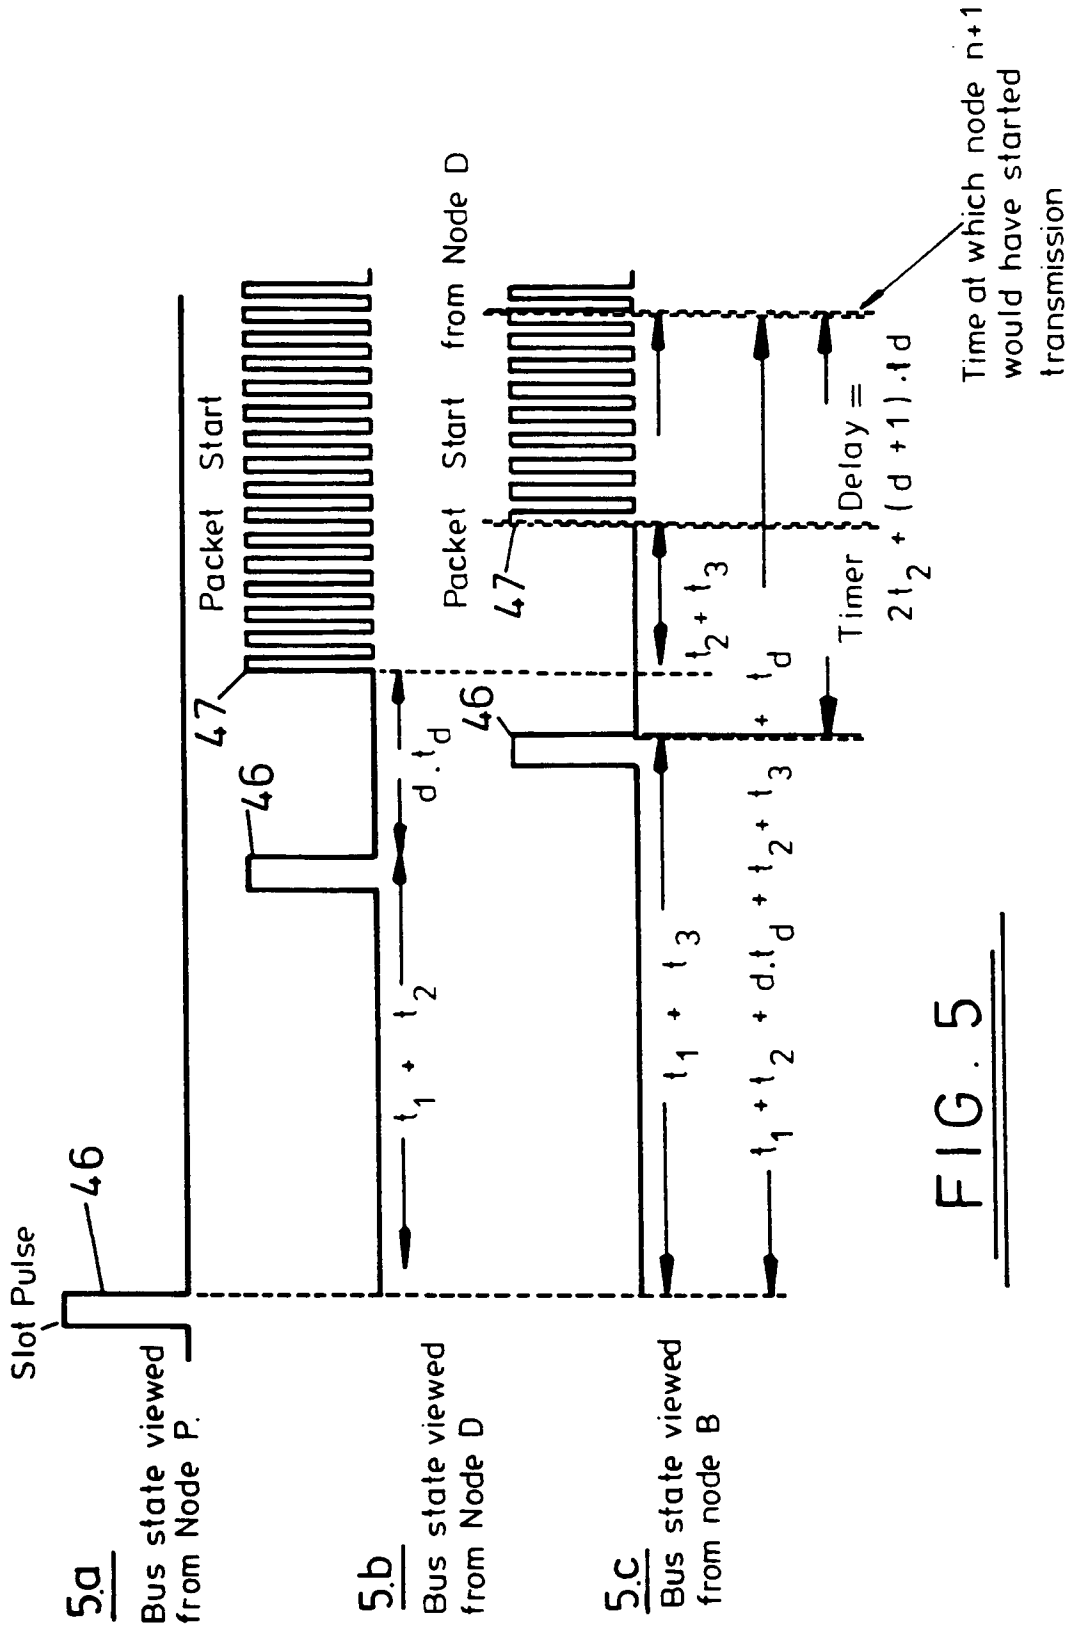 Slot Pulse
46
5a
Bus state viewed
from Node P.
Packet Start
47
46
5.b
Bus state viewed
from Node D
t1 + t2
d.td
Packet Start from Node D
47
46
5.c
Bus state viewed
from node B
t1 + t3
t2 + t3
t1 + t2 + d.td + t2 + t3 + td
Timer Delay =
2t2 + (d +1).td
Time at which node n+1
would have started
transmission
FIG. 5